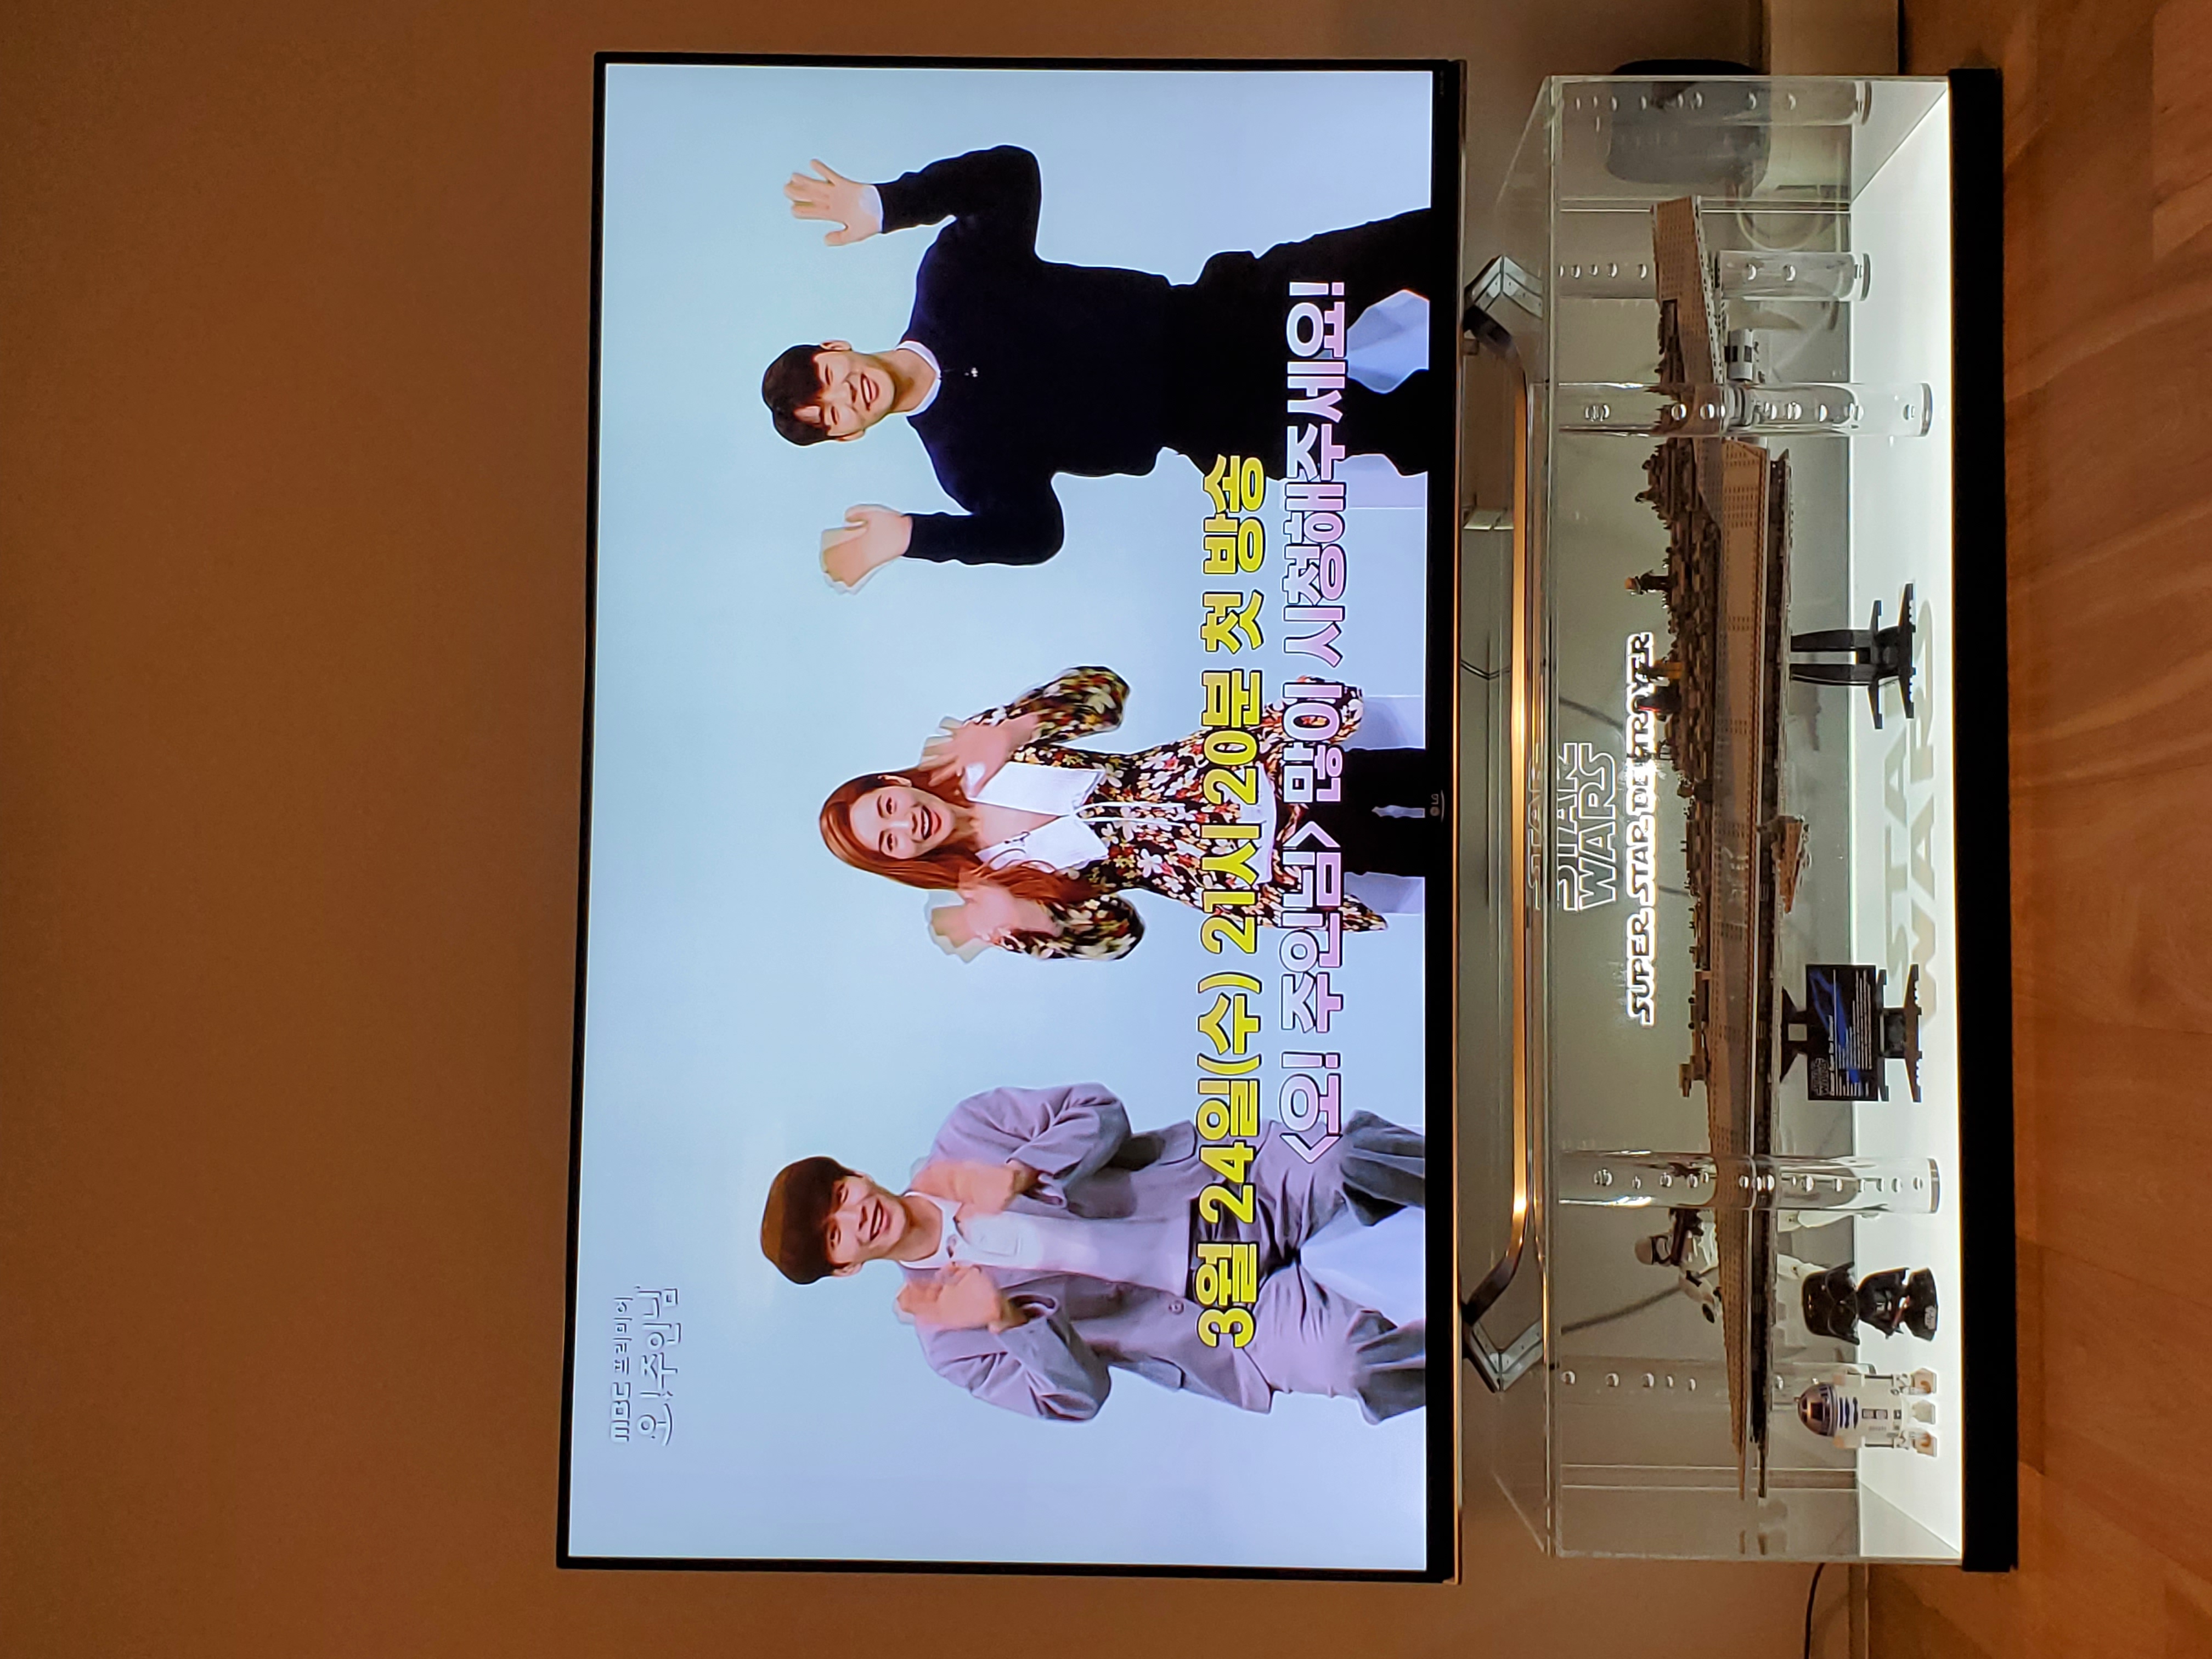 MBC 프리미어
오!주인님
3월 24일(수) 21시 20분 첫 방송
<오! 주인님> 많이 시청해주세요!
LG
STAR
WARS
SUPER STAR DESTROYER